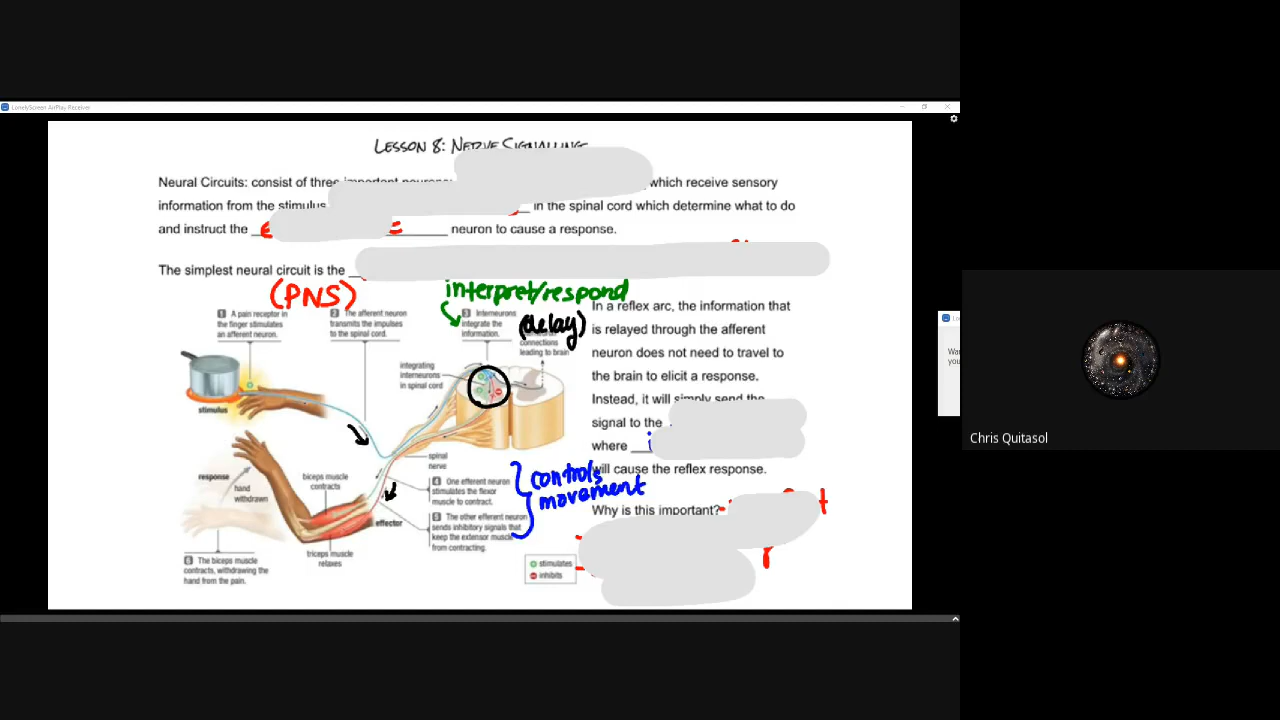 LonelyScreen AirPlay Receiver
LESSON 8: NERVE SIGNALLING
Neural Circuits: consist of three important neurons: which receive sensory
information from the stimulus in the spinal cord which determine what to do
and instruct the = neuron to cause a response.
The simplest neural circuit is the
(PNS)
interpret/respond
(delay)
1 A pain receptor in
the finger stimulates
an afferent neuron.
2 The afferent neuron
transmits the impulses
to the spinal cord.
3 Interneurons
integrate the
information.
connections
leading to brain
integrating
interneurons
in spinal cord
stimulus
spinal
nerve
response
hand
withdrawn
biceps muscle
contracts
effector
triceps muscle
relaxes
4 One efferent neuron
stimulates the flexor
muscle to contract.
5 The other efferent neuron
sends inhibitory signals that
keep the extensor muscle
from contracting.
controls
movement
6 The biceps muscle
contracts, withdrawing the
hand from the pain.
stimulates
inhibits
In a reflex arc, the information that
is relayed through the afferent
neuron does not need to travel to
the brain to elicit a response.
Instead, it will simply send the
signal to the
where
will cause the reflex response.
Why is this important?
Chris Quitasol